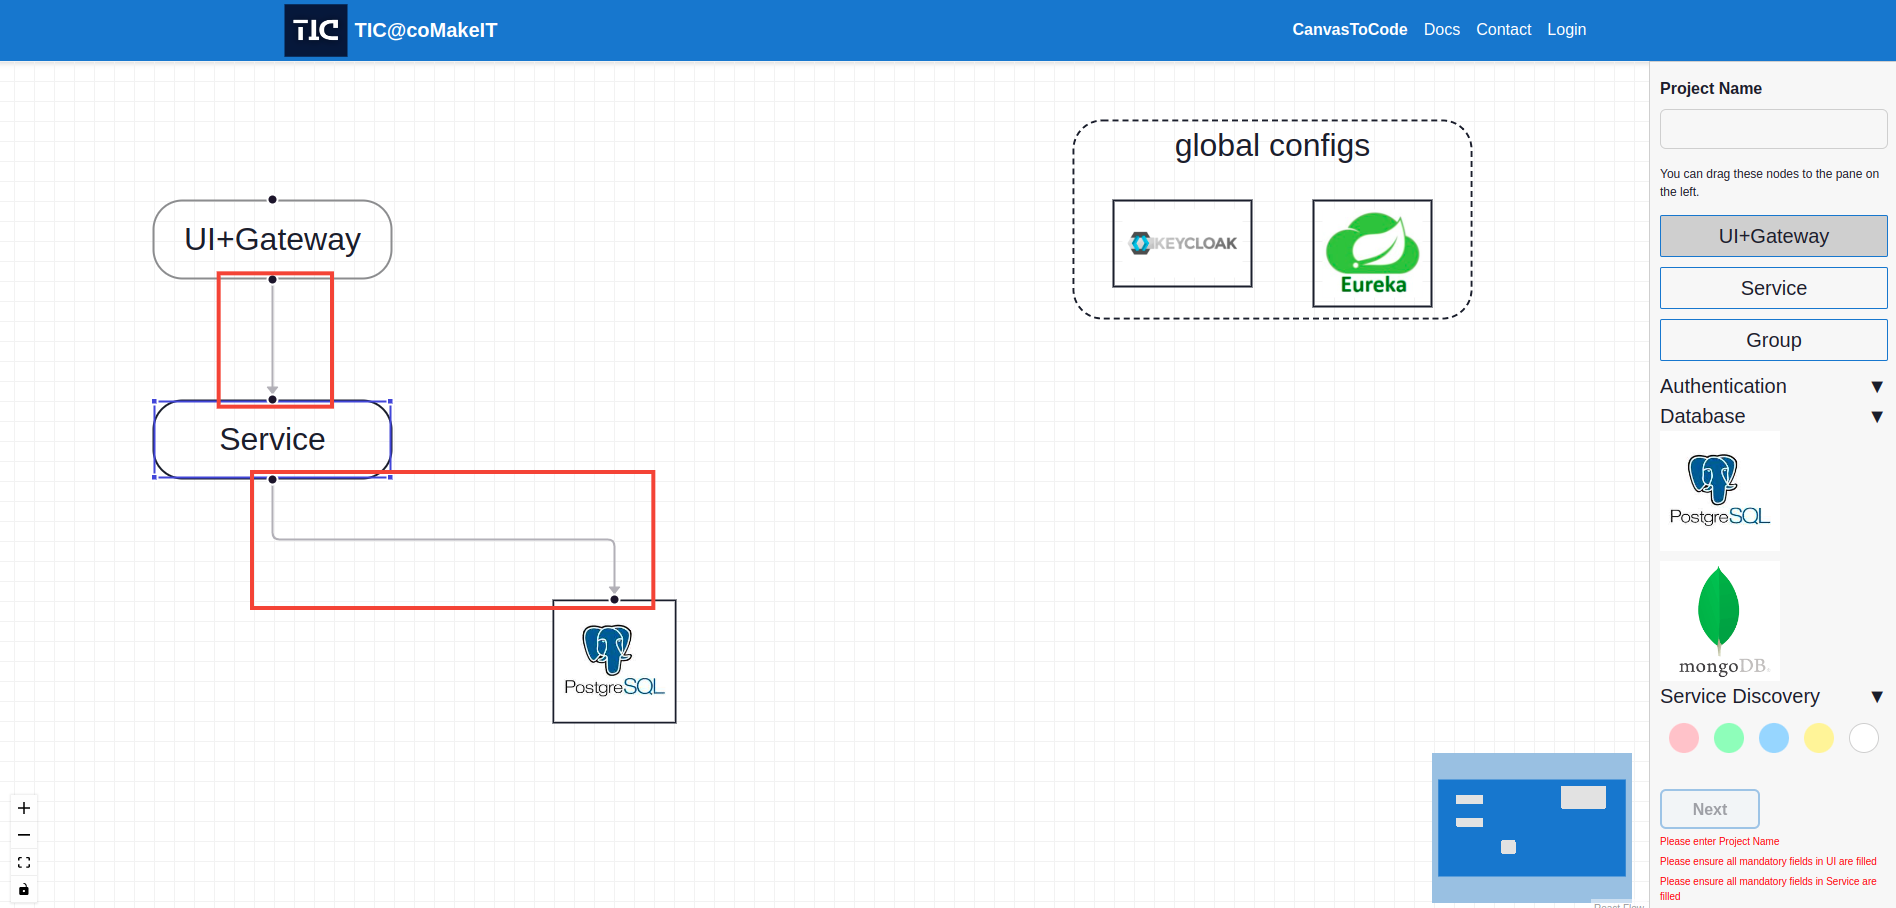 TIC TIC@coMakeIT
CanvasToCode Docs Contact Login
Project Name
You can drag these nodes to the pane on
the left.
UI+Gateway
Service
Group
Authentication ▼
Database ▼
PostgreSQL
mongoDB.
Service Discovery ▼
Next
Please enter Project Name
Please ensure all mandatory fields in UI are filled
Please ensure all mandatory fields in Service are
filled
global configs
KEYCLOAK
Eureka
UI+Gateway
Service
PostgreSQL
React Flow